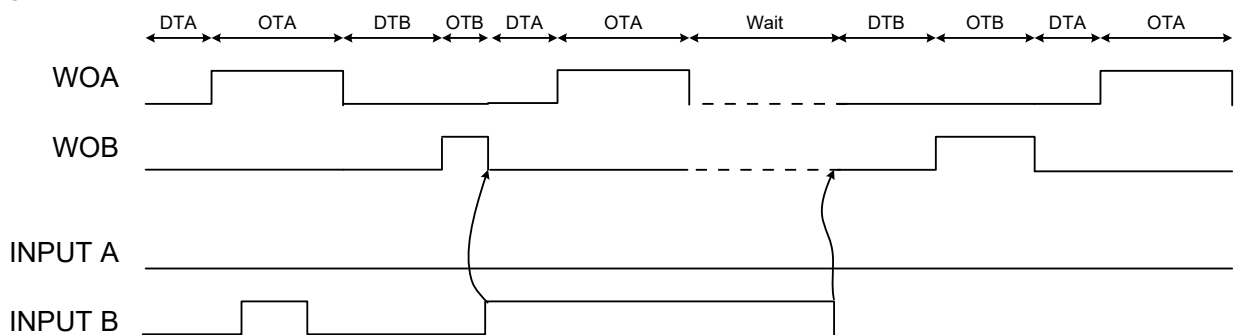 DTA OTA DTB OTB DTA OTA Wait DTB OTB DTA OTA
WOA
WOB
INPUT A
INPUT B